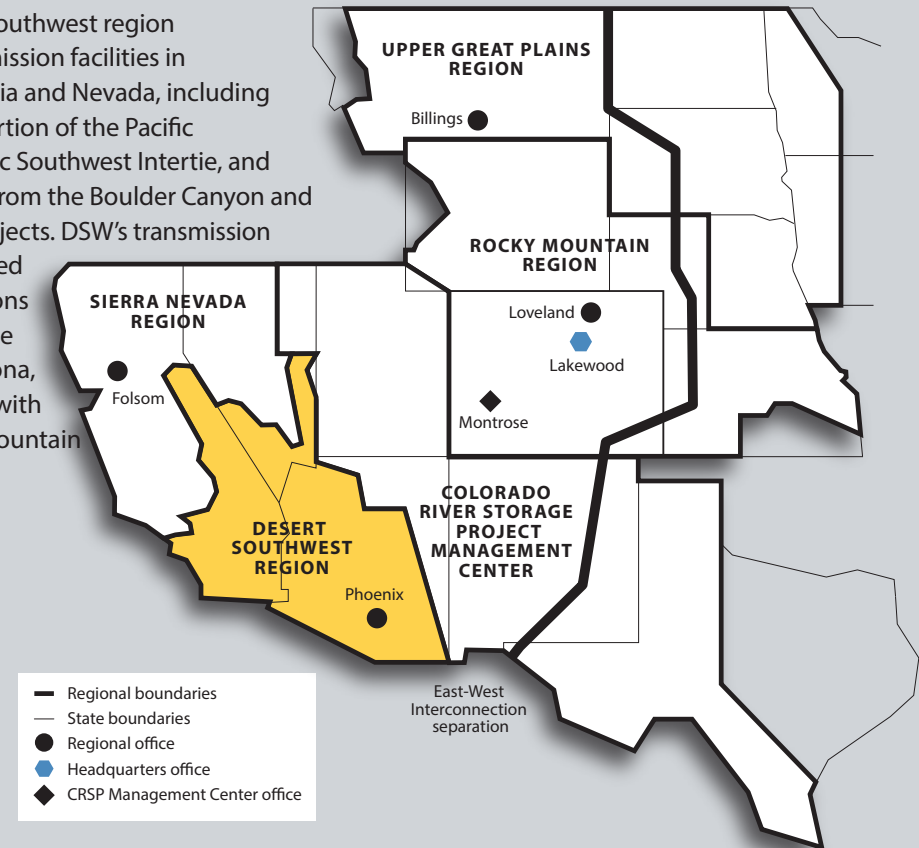 outhwest region
ission facilities in
ia and Nevada, including
rtion of the Pacific
c Southwest Intertie, and
from the Boulder Canyon and
jects. DSW’s transmission
ed
ons
e
ona,
with
ountain
UPPER GREAT PLAINS
REGION
Billings
ROCKY MOUNTAIN
REGION
Loveland
Lakewood
Montrose
SIERRA NEVADA
REGION
Folsom
COLORADO
RIVER STORAGE
PROJECT
MANAGEMENT
CENTER
DESERT
SOUTHWEST
REGION
Phoenix
East-West
Interconnection
separation
Regional boundaries
State boundaries
Regional office
Headquarters office
CRSP Management Center office